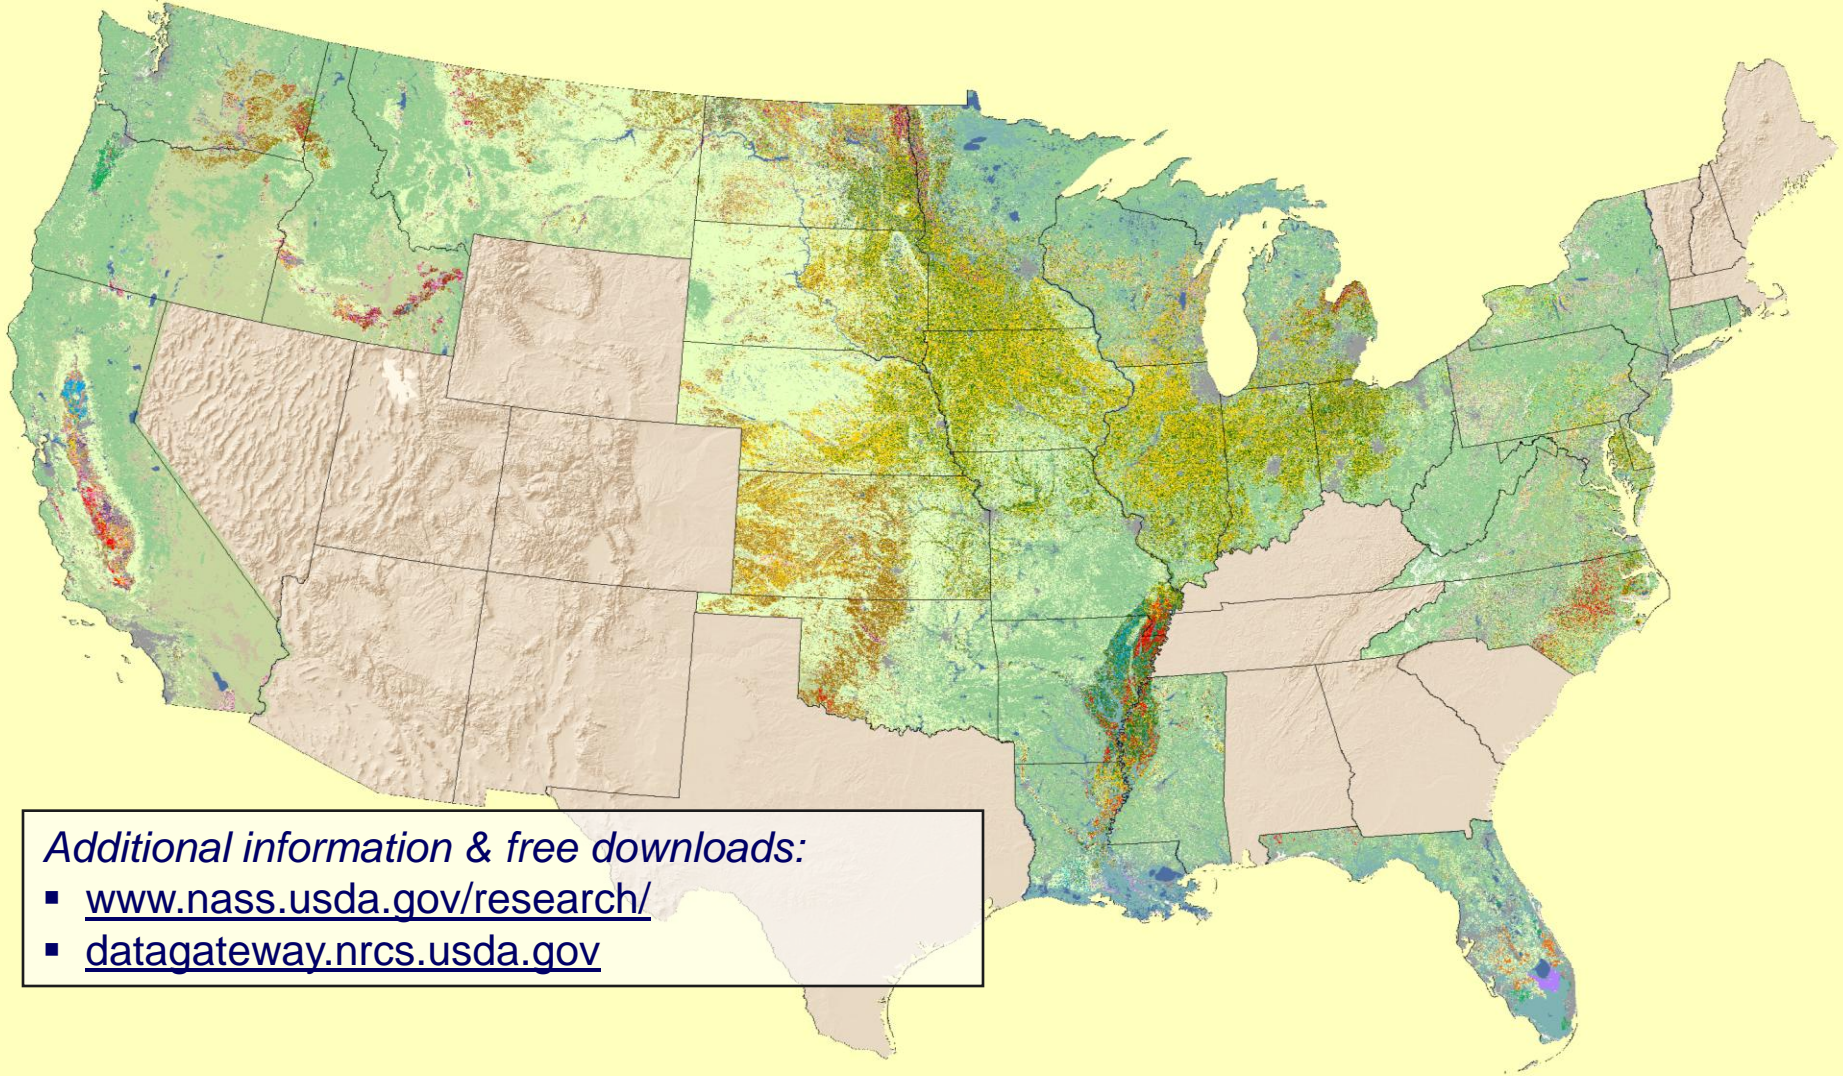 Additional information & free downloads:
▪ www.nass.usda.gov/research/
▪ datagateway.nrcs.usda.gov